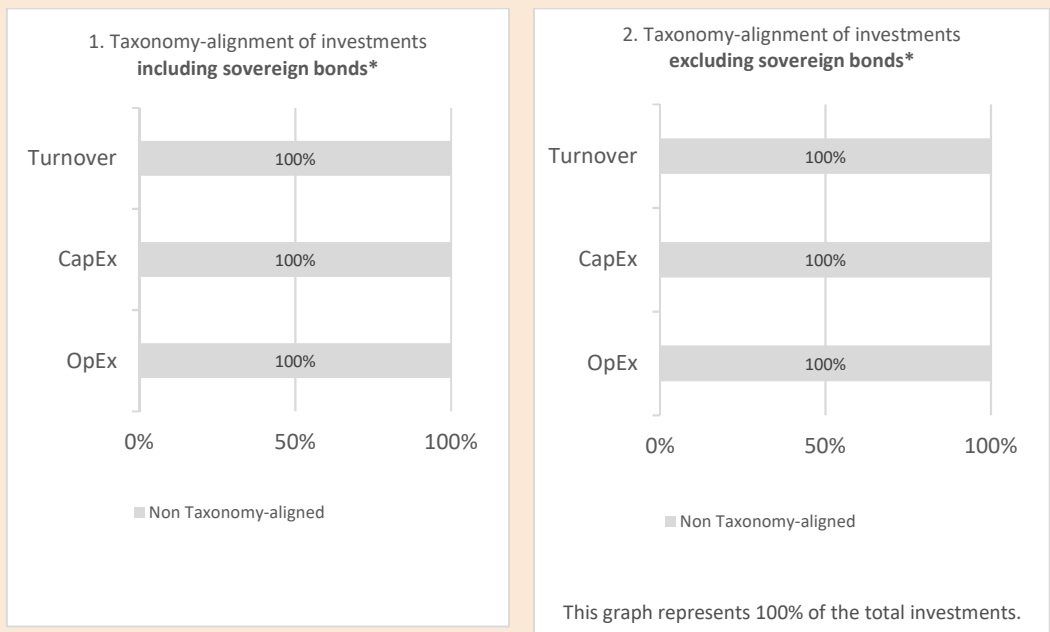 1. Taxonomy-alignment of investments
including sovereign bonds*
Turnover
100%
CapEx
100%
OpEx
100%
0%
50%
100%
Non Taxonomy-aligned
2. Taxonomy-alignment of investments
excluding sovereign bonds*
Turnover
100%
CapEx
100%
OpEx
100%
0%
50%
100%
Non Taxonomy-aligned
This graph represents 100% of the total investments.